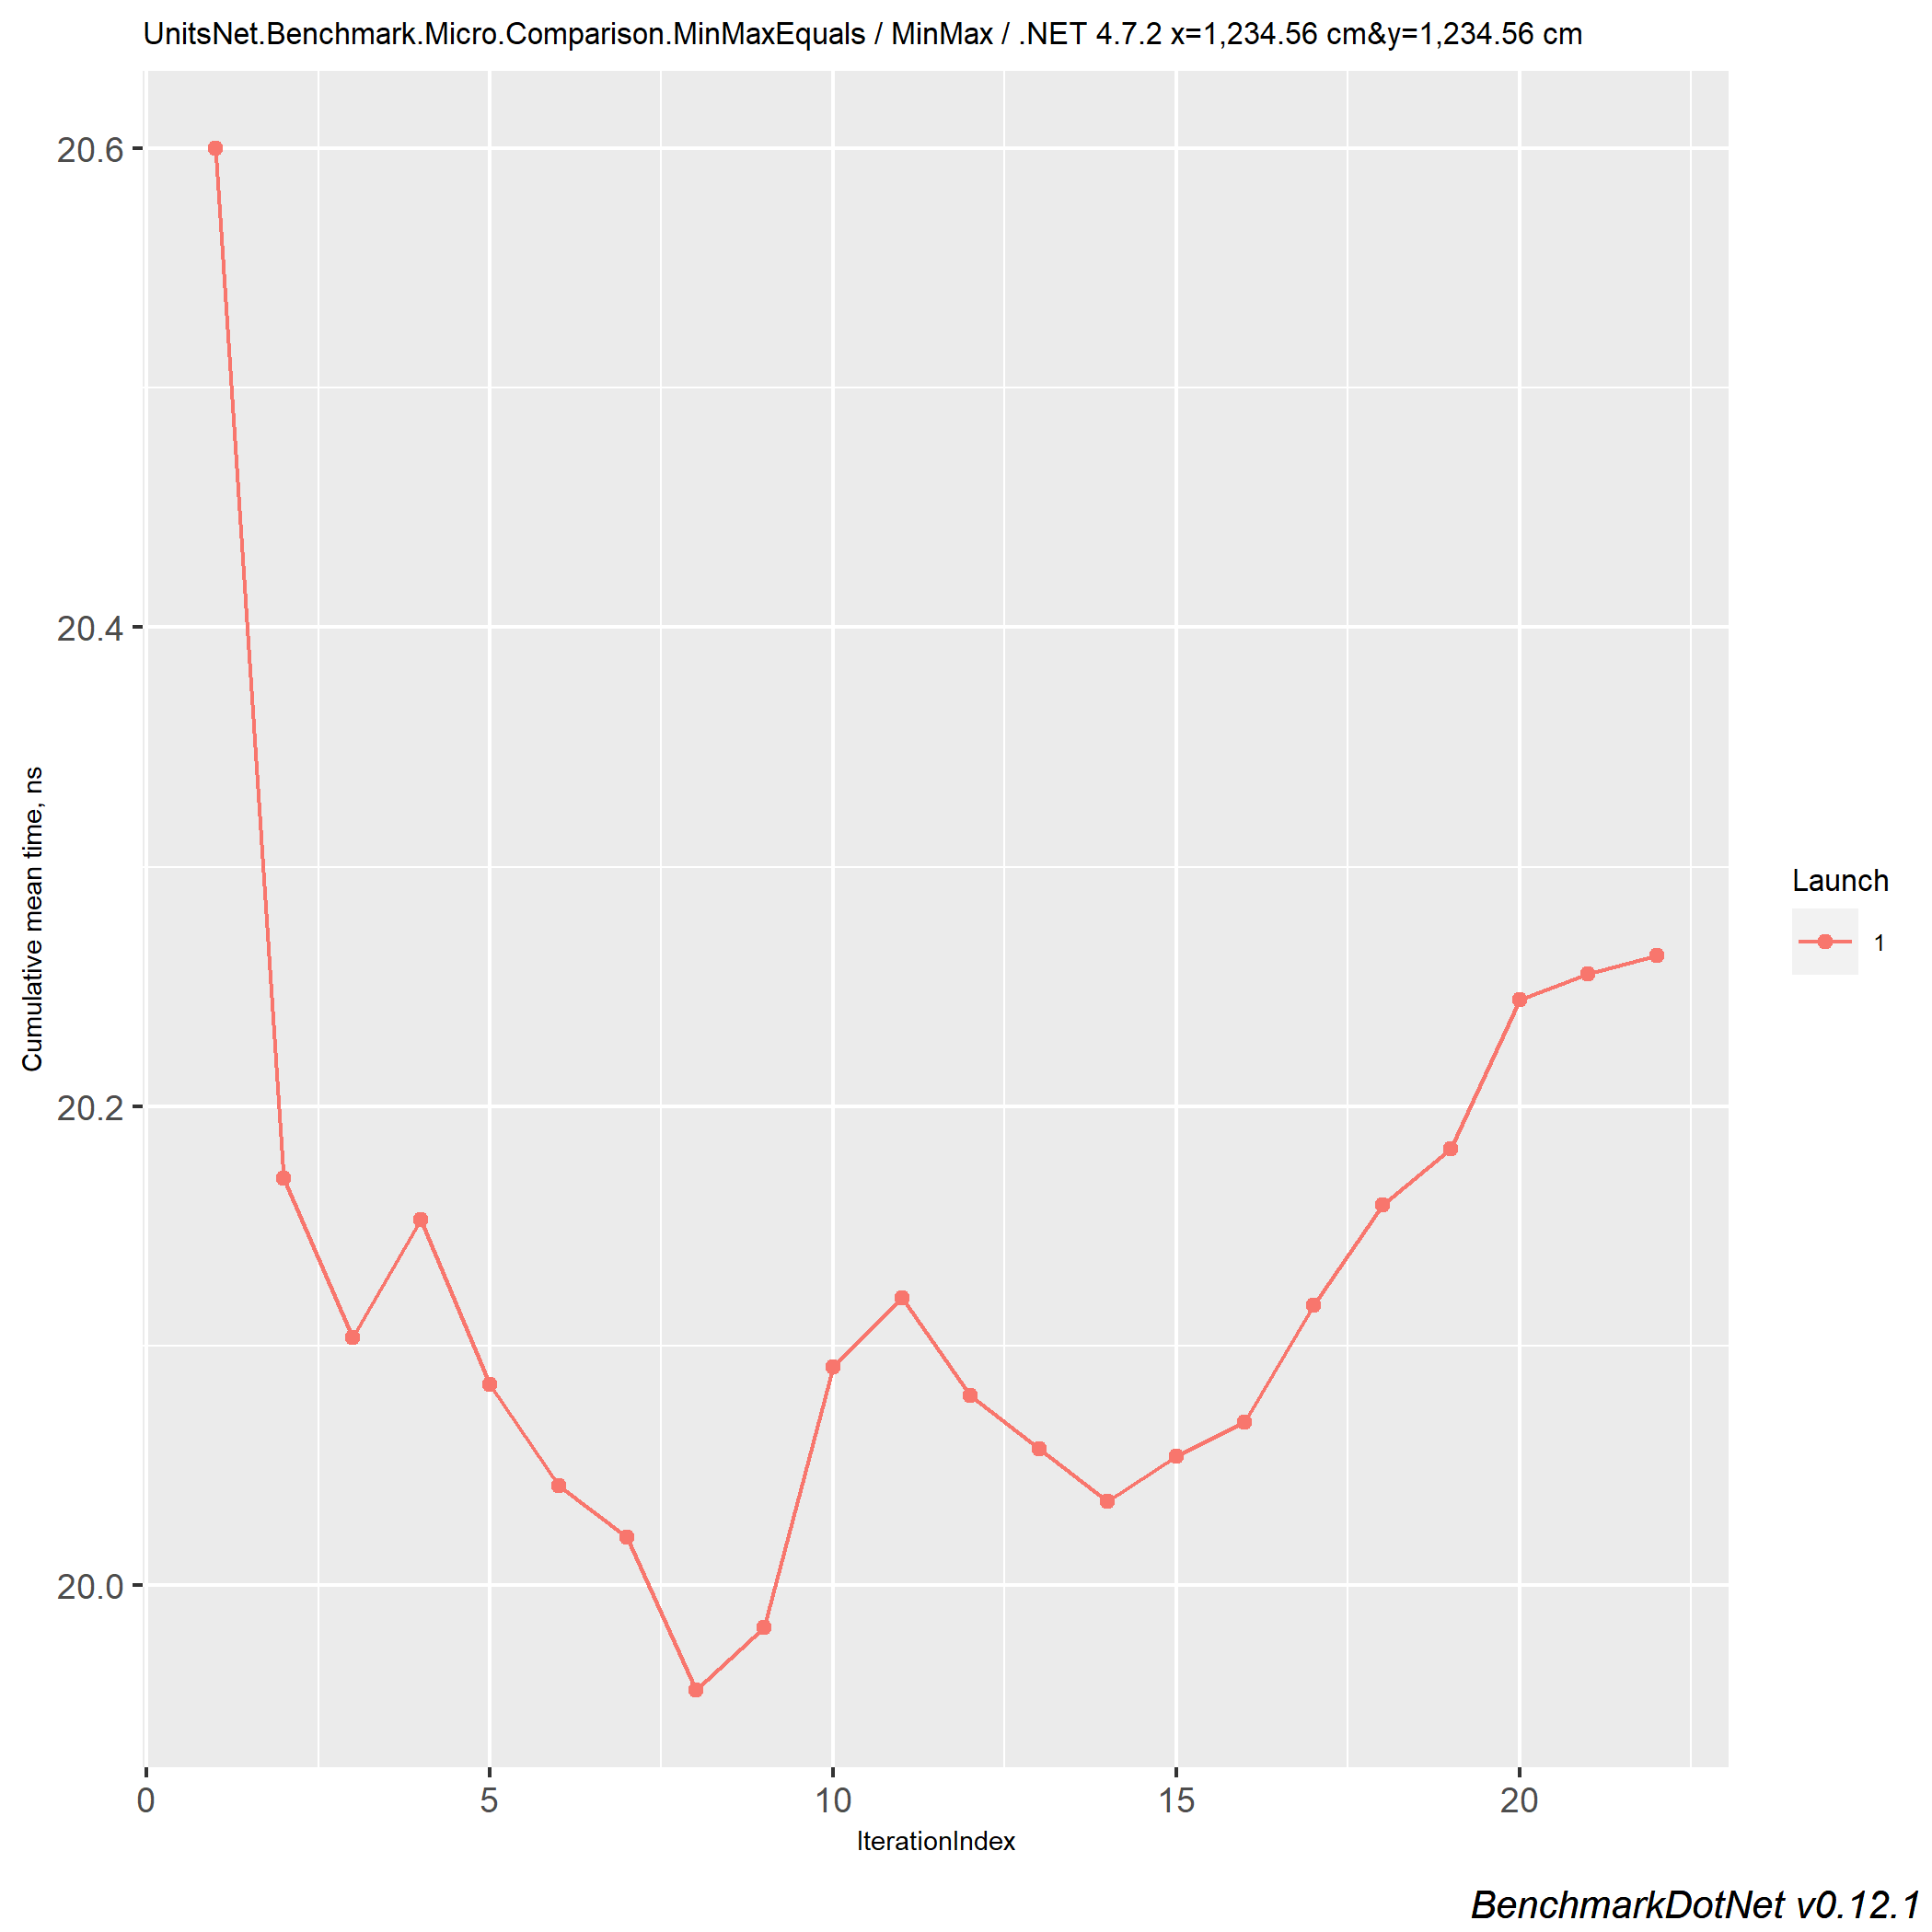 UnitsNet.Benchmark.Micro.Comparison.MinMaxEquals / MinMax / .NET 4.7.2 x=1,234.56 cm&y=1,234.56 cm
20.6
20.4
20.2
20.0
Cumulative mean time, ns
0 5 10 15 20
IterationIndex
Launch
1
BenchmarkDotNet v0.12.1